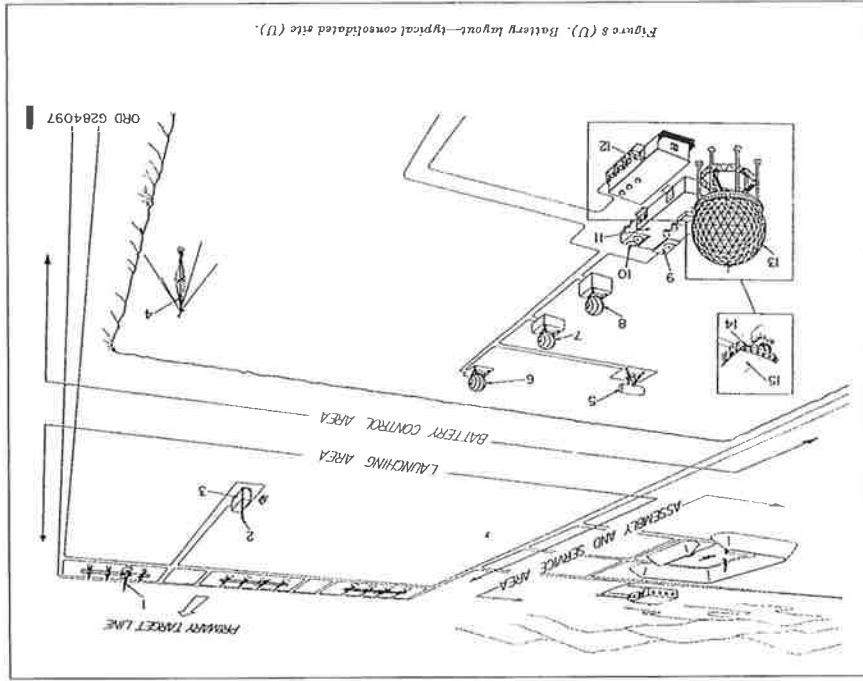 Figure 8 (U). Battery layout—typical consolidated site (U).
ORD G284097
12
13
11
10
9
4
8
14
7
15
6
5
BATTERY CONTROL AREA
LAUNCHING AREA
3
2
ASSEMBLY AND SERVICE AREA
1
PRIMARY TARGET LINE